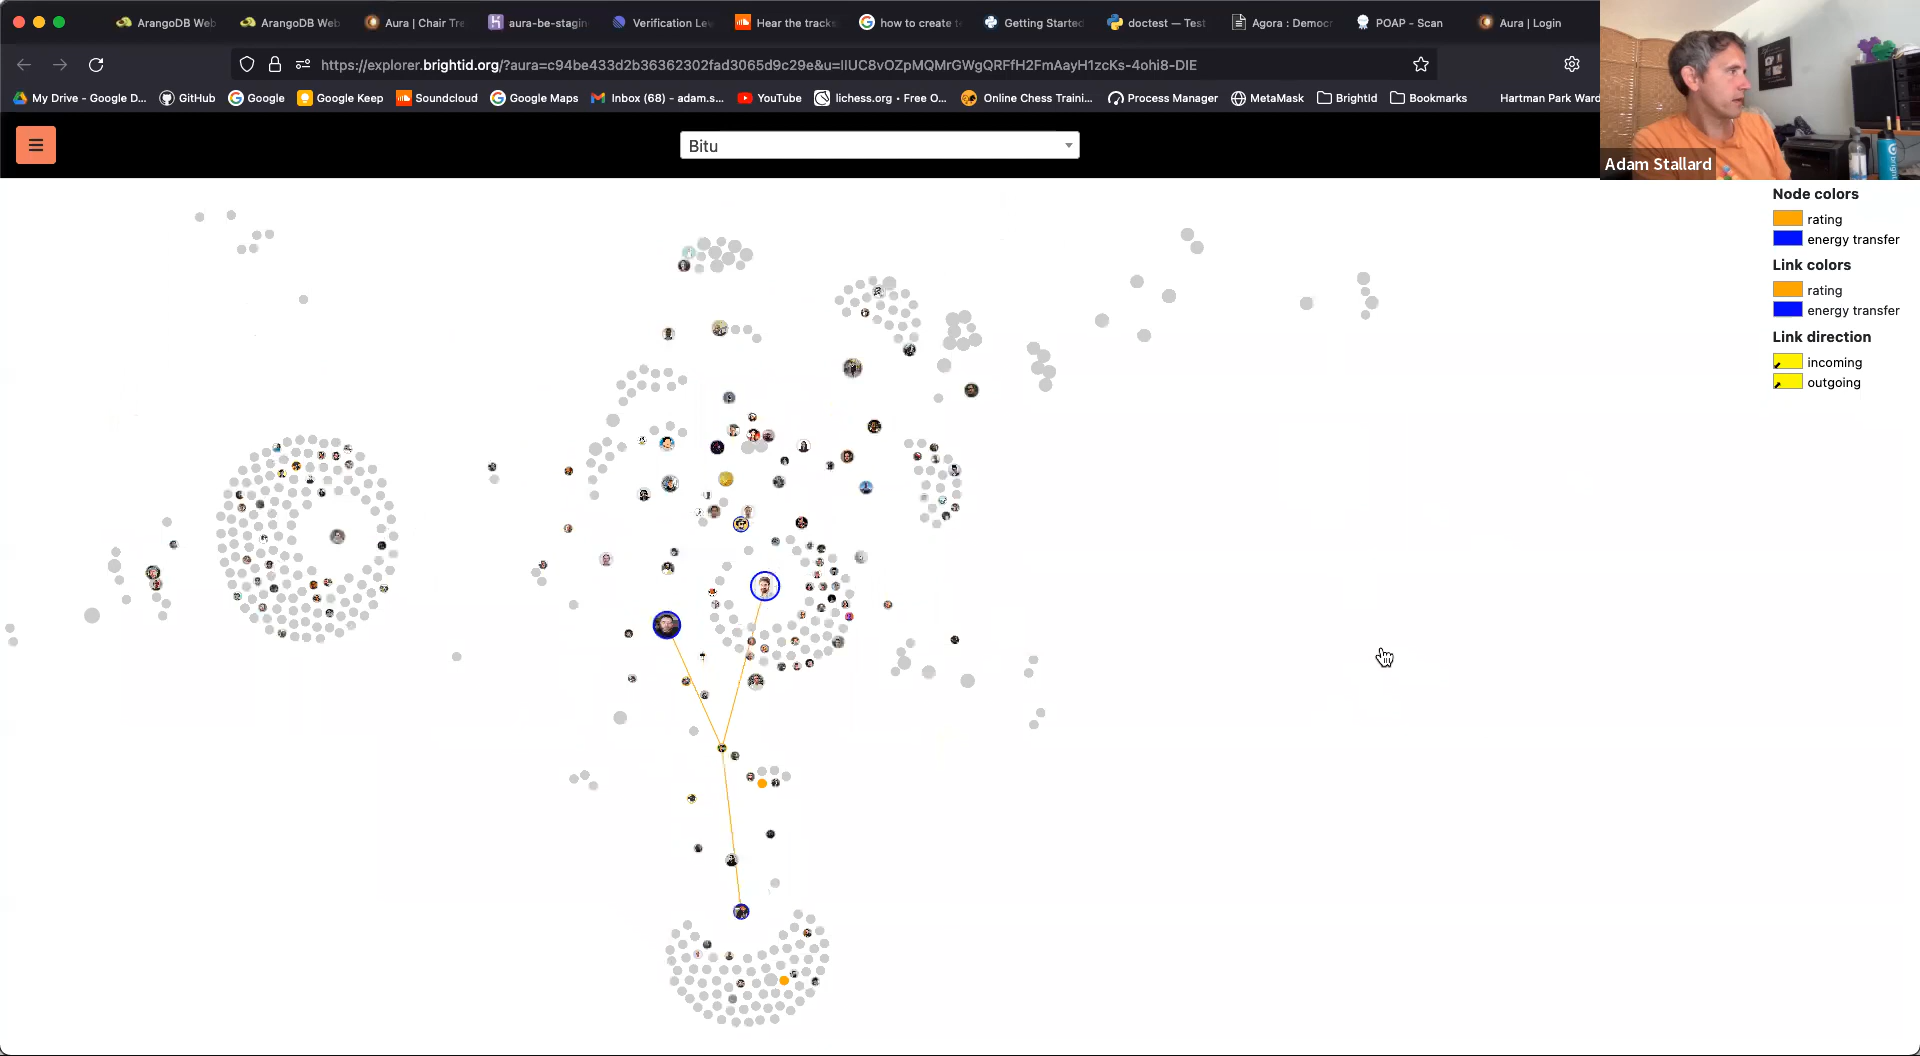 ArangoDB Web
ArangoDB Web
Aura | Chair Tre
aura-be-stagin
Verification Lev
Hear the tracks
how to create t
Getting Started
doctest — Test
Agora : Democr
POAP - Scan
Aura | Login
https://explorer.brightid.org/?aura=c94be433d2b36362302fad3065d9c29e&u=lIUC8vOZpMQMrGWgQRFfH2FmAayH1zcKs-4ohi8-DIE
My Drive - Google D...
GitHub
Google
Google Keep
Soundcloud
Google Maps
Inbox (68) - adam.s...
YouTube
lichess.org • Free O...
Online Chess Traini...
Process Manager
MetaMask
BrightId
Bookmarks
Hartman Park Ward
Bitu
Adam Stallard
Node colors
rating
energy transfer
Link colors
rating
energy transfer
Link direction
incoming
outgoing